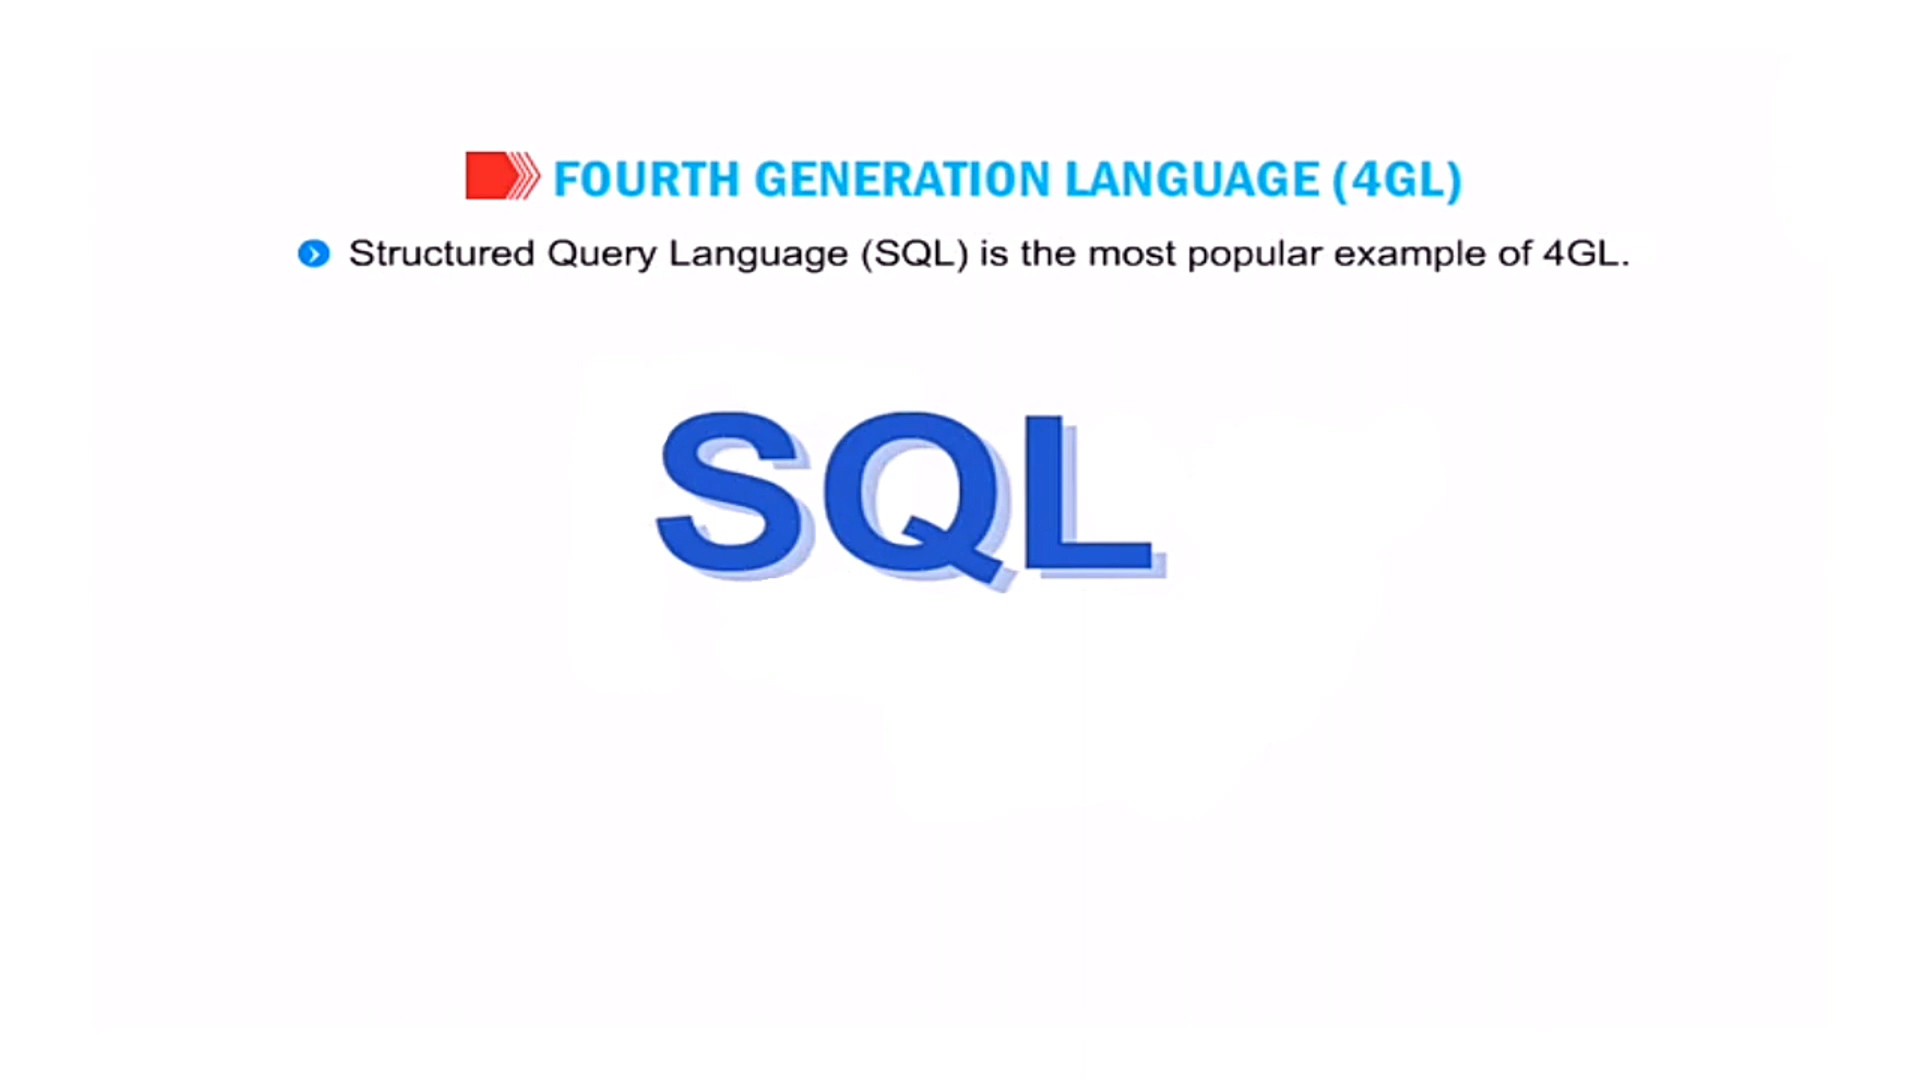 FOURTH GENERATION LANGUAGE (4GL)
Structured Query Language (SQL) is the most popular example of 4GL.
SQL